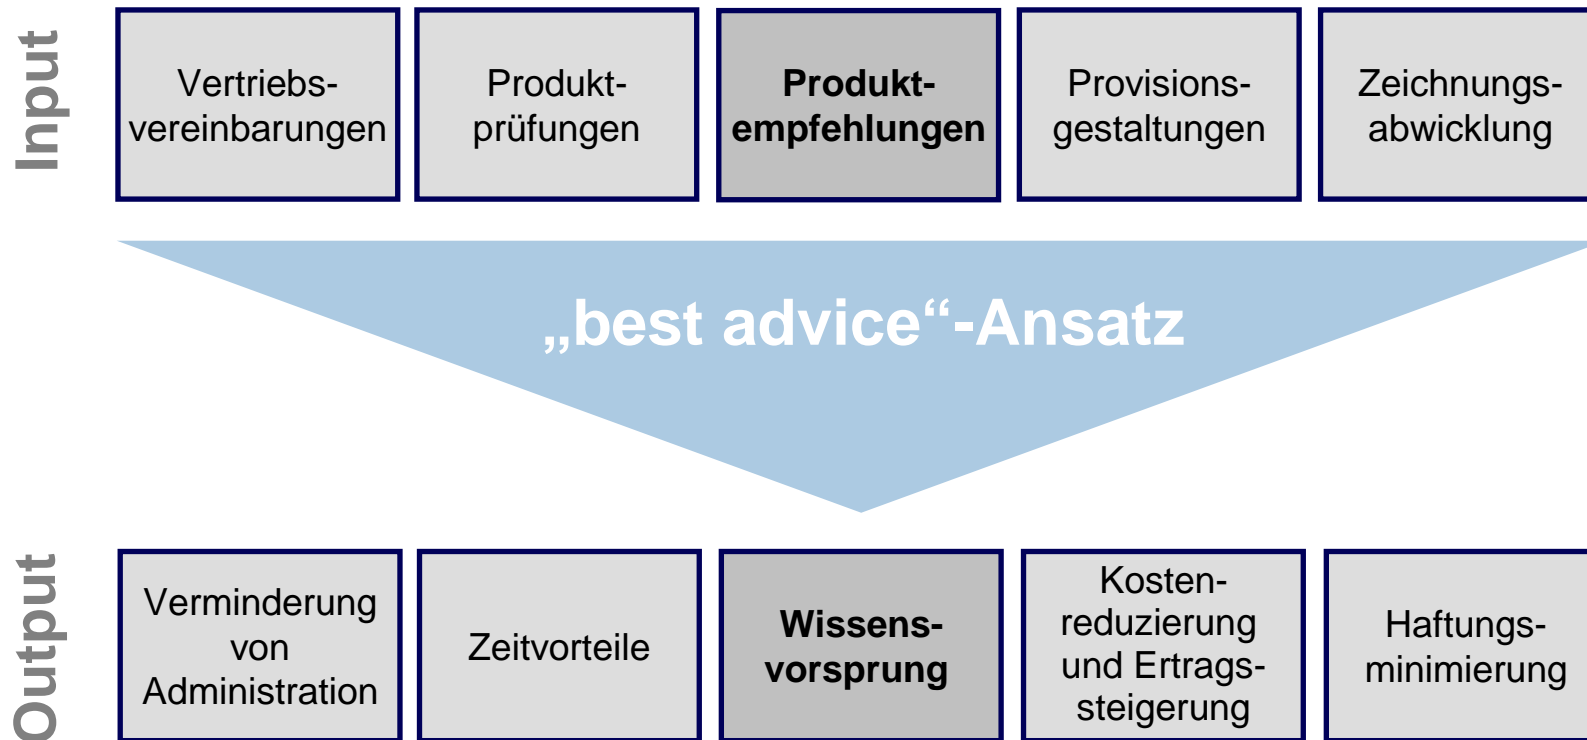 Input
Vertriebs-
vereinbarungen
Produkt-
prüfungen
Produkt-
empfehlungen
Provisions-
gestaltungen
Zeichnungs-
abwicklung
„best advice“-Ansatz
Output
Verminderung
von
Administration
Zeitvorteile
Wissens-
vorsprung
Kosten-
reduzierung
und Ertrags-
steigerung
Haftungs-
minimierung